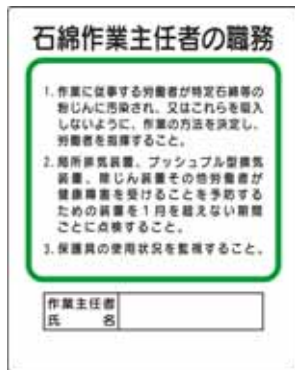 石綿作業主任者の職務
1. 作業に従事する労働者が特定石綿等の
粉じんに汚染され、又はこれらを吸入
しないように、作業の方法を決定し、
労働者を指揮すること。
2. 局所排気装置、プッシュプル型換気
装置、除じん装置その他労働者が
健康障害を受けることを予防する
ための装置を1月を超えない期間
ごとに点検すること。
3. 保護具の使用状況を監視すること。
作業主任者
氏 名